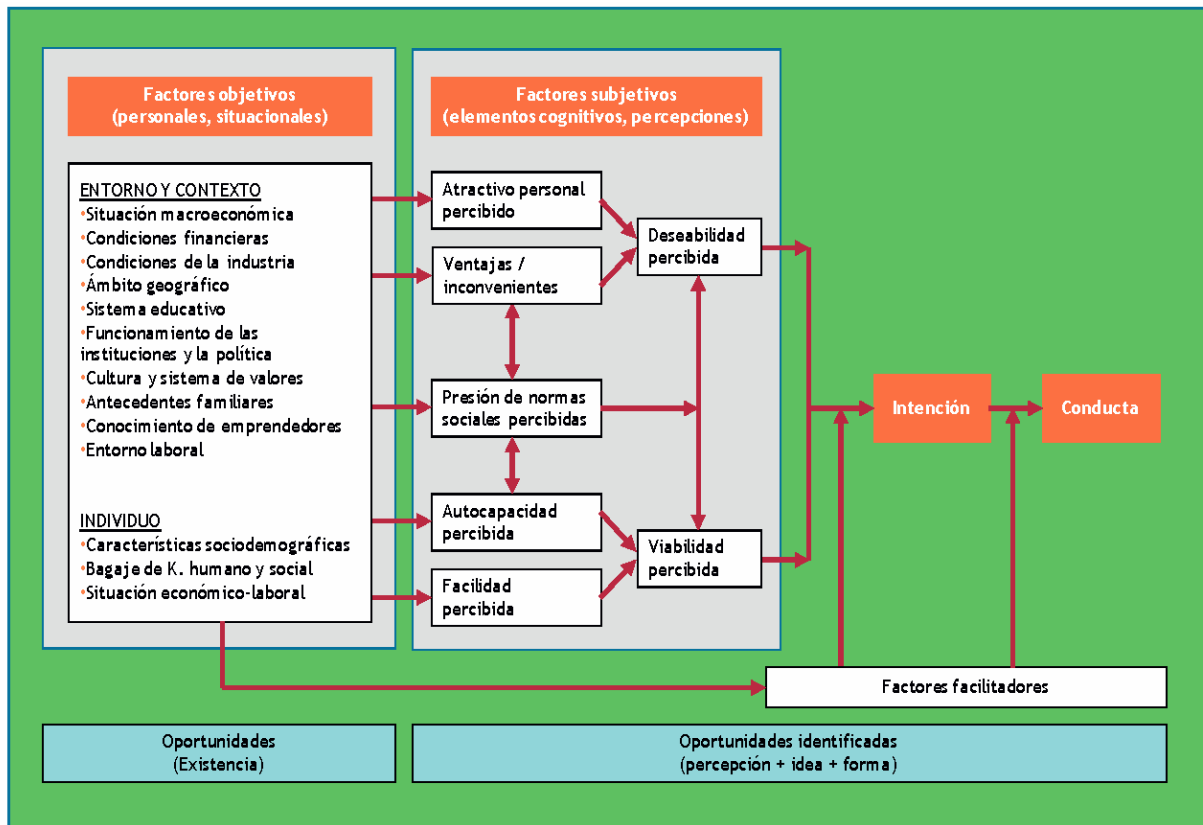 Factores objetivos
(personales, situacionales)
ENTORNO Y CONTEXTO
•Situación macroeconómica
•Condiciones financieras
•Condiciones de la industria
•Ámbito geográfico
•Sistema educativo
•Funcionamiento de las
instituciones y la política
•Cultura y sistema de valores
•Antecedentes familiares
•Conocimiento de emprendedores
•Entorno laboral
INDIVIDUO
•Características sociodemográficas
•Bagaje de K. humano y social
•Situación económico-laboral
Factores subjetivos
(elementos cognitivos, percepciones)
Atractivo personal
percibido
Ventajas /
inconvenientes
Presión de normas
sociales percibidas
Autocapacidad
percibida
Facilidad
percibida
Deseabilidad
percibida
Viabilidad
percibida
Intención
Conducta
Factores facilitadores
Oportunidades
(Existencia)
Oportunidades identificadas
(percepción + idea + forma)